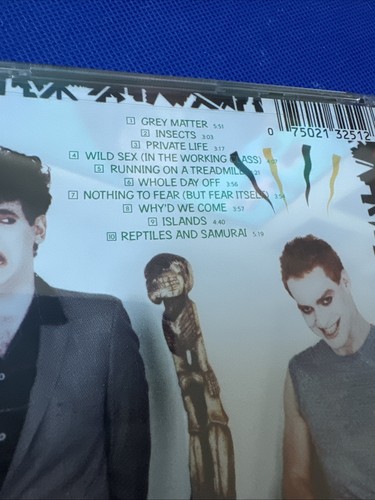 1 GREY MATTER 5:51
2 INSECTS 3:03
3 PRIVATE LIFE 3:17
4 WILD SEX (IN THE WORKING CLASS) 4:07
5 RUNNING ON A TREADMILL :21
6 WHOLE DAY OFF 3:56
7 NOTHING TO FEAR (BUT FEAR ITSELF)
8 WHY'D WE COME 3:57
9 ISLANDS 4:40
10 REPTILES AND SAMURAI 5:19
0 75021 32512